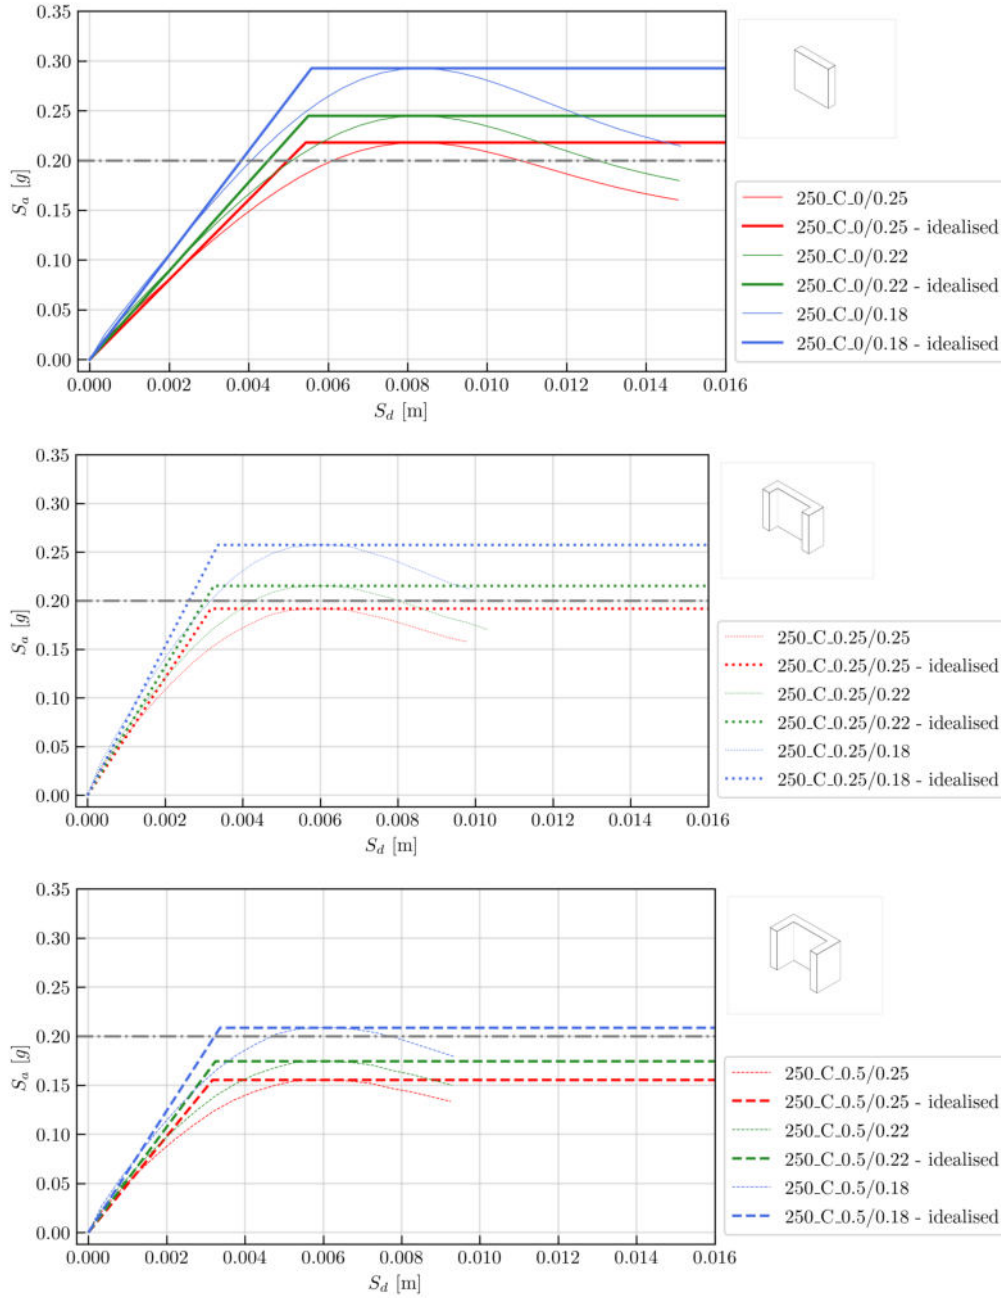 0.35
0.30
0.25
0.20
0.15
0.10
0.05
0.00
S_a [g]
0.000 0.002 0.004 0.006 0.008 0.010 0.012 0.014 0.016
S_d [m]
250_C_0/0.25
250_C_0/0.25 - idealised
250_C_0/0.22
250_C_0/0.22 - idealised
250_C_0/0.18
250_C_0/0.18 - idealised
0.35
0.30
0.25
0.20
0.15
0.10
0.05
0.00
S_a [g]
0.000 0.002 0.004 0.006 0.008 0.010 0.012 0.014 0.016
S_d [m]
250_C_0.25/0.25
250_C_0.25/0.25 - idealised
250_C_0.25/0.22
250_C_0.25/0.22 - idealised
250_C_0.25/0.18
250_C_0.25/0.18 - idealised
0.35
0.30
0.25
0.20
0.15
0.10
0.05
0.00
S_a [g]
0.000 0.002 0.004 0.006 0.008 0.010 0.012 0.014 0.016
S_d [m]
250_C_0.5/0.25
250_C_0.5/0.25 - idealised
250_C_0.5/0.22
250_C_0.5/0.22 - idealised
250_C_0.5/0.18
250_C_0.5/0.18 - idealised